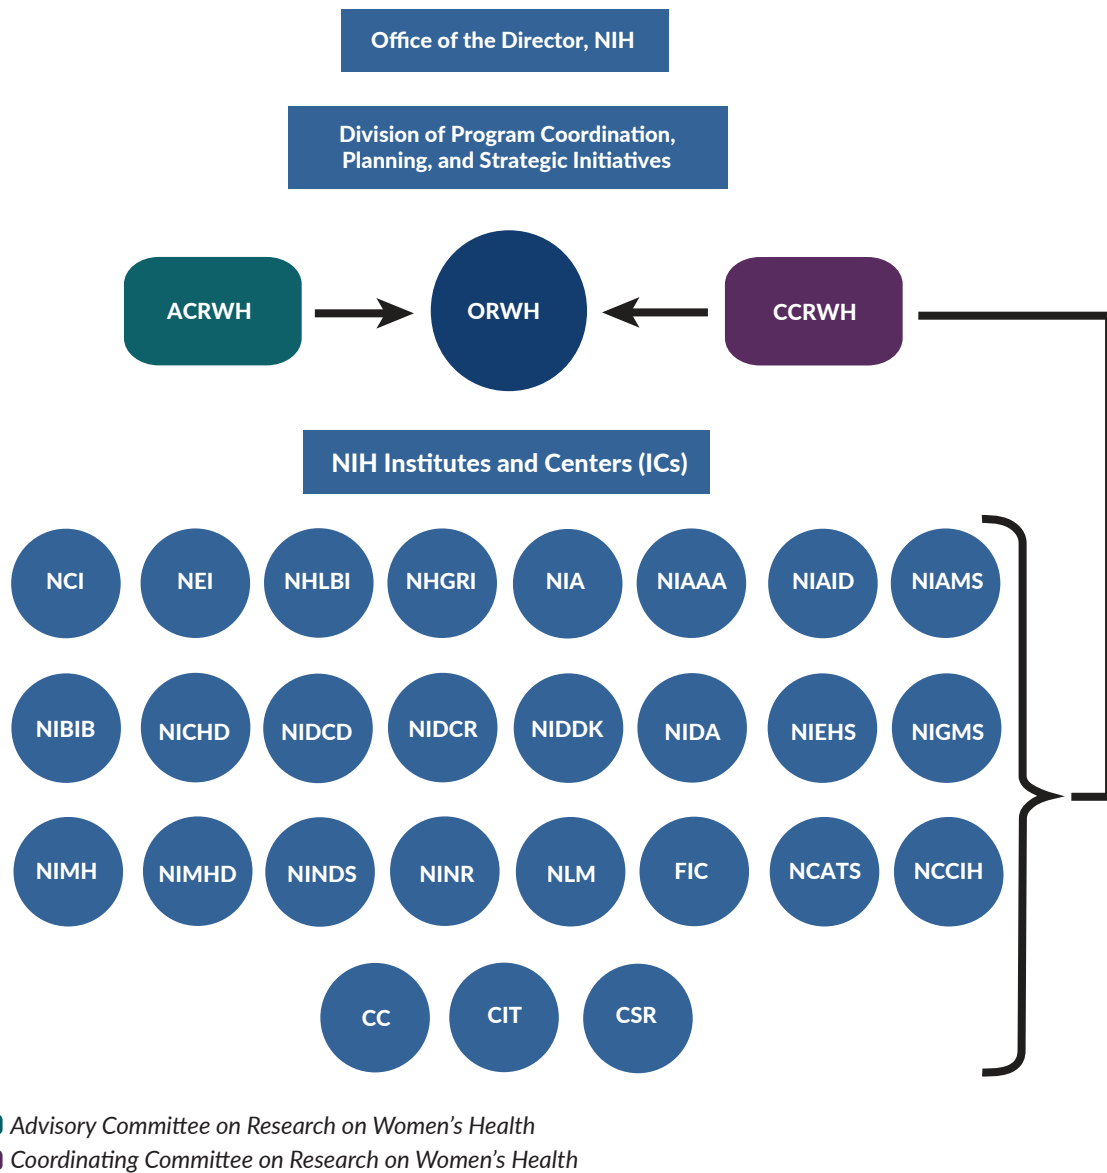 Office of the Director, NIH
Division of Program Coordination,
Planning, and Strategic Initiatives
ACRWH
ORWH
CCRWH
NIH Institutes and Centers (ICs)
NCI
NEI
NHLBI
NHGRI
NIA
NIAAA
NIAID
NIAMS
NIBIB
NICHD
NIDCD
NIDCR
NIDDK
NIDA
NIEHS
NIGMS
NIMH
NIMHD
NINDS
NINR
NLM
FIC
NCATS
NCCIH
CC
CIT
CSR
Advisory Committee on Research on Women’s Health
Coordinating Committee on Research on Women’s Health